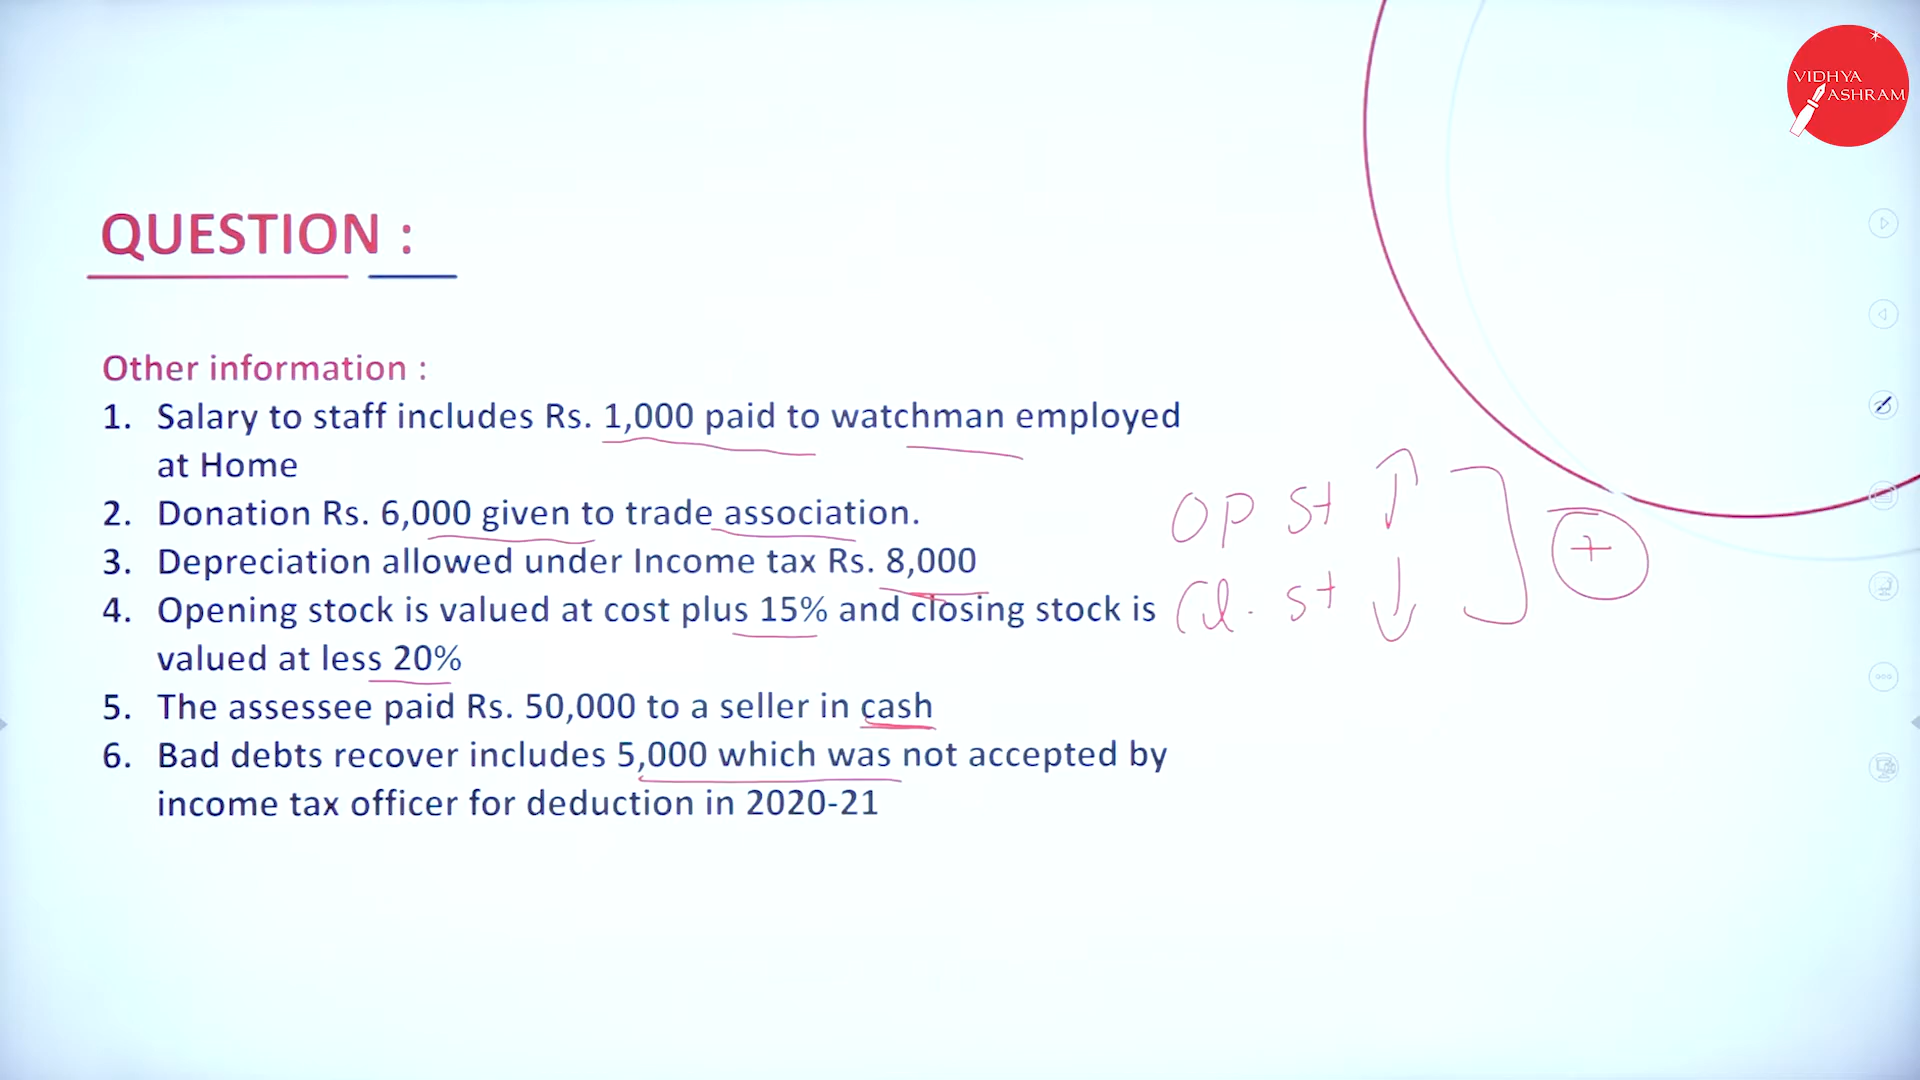 VIDHYA
ASHRAM
QUESTION :
Other information :
1. Salary to staff includes Rs. 1,000 paid to watchman employed
at Home
2. Donation Rs. 6,000 given to trade association.
3. Depreciation allowed under Income tax Rs. 8,000
4. Opening stock is valued at cost plus 15% and closing stock is
valued at less 20%
5. The assessee paid Rs. 50,000 to a seller in cash
6. Bad debts recover includes 5,000 which was not accepted by
income tax officer for deduction in 2020-21
OP St ↑
Cl. St ↓
+